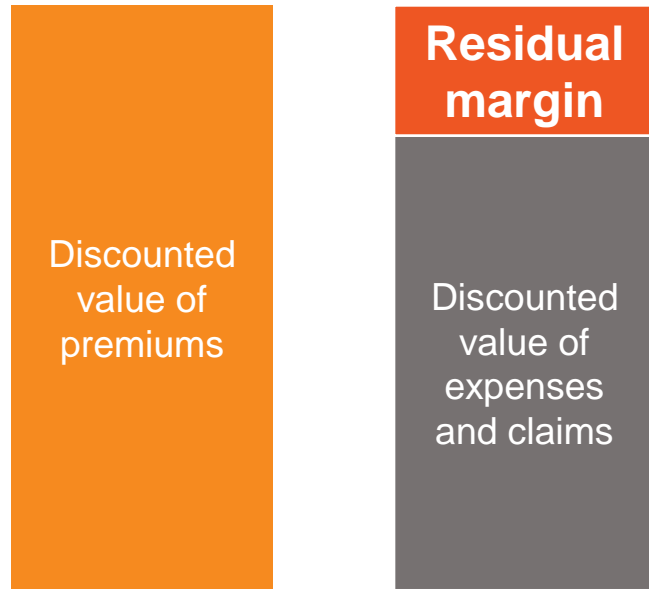 Discounted
value of
premiums
Residual
margin
Discounted
value of
expenses
and claims